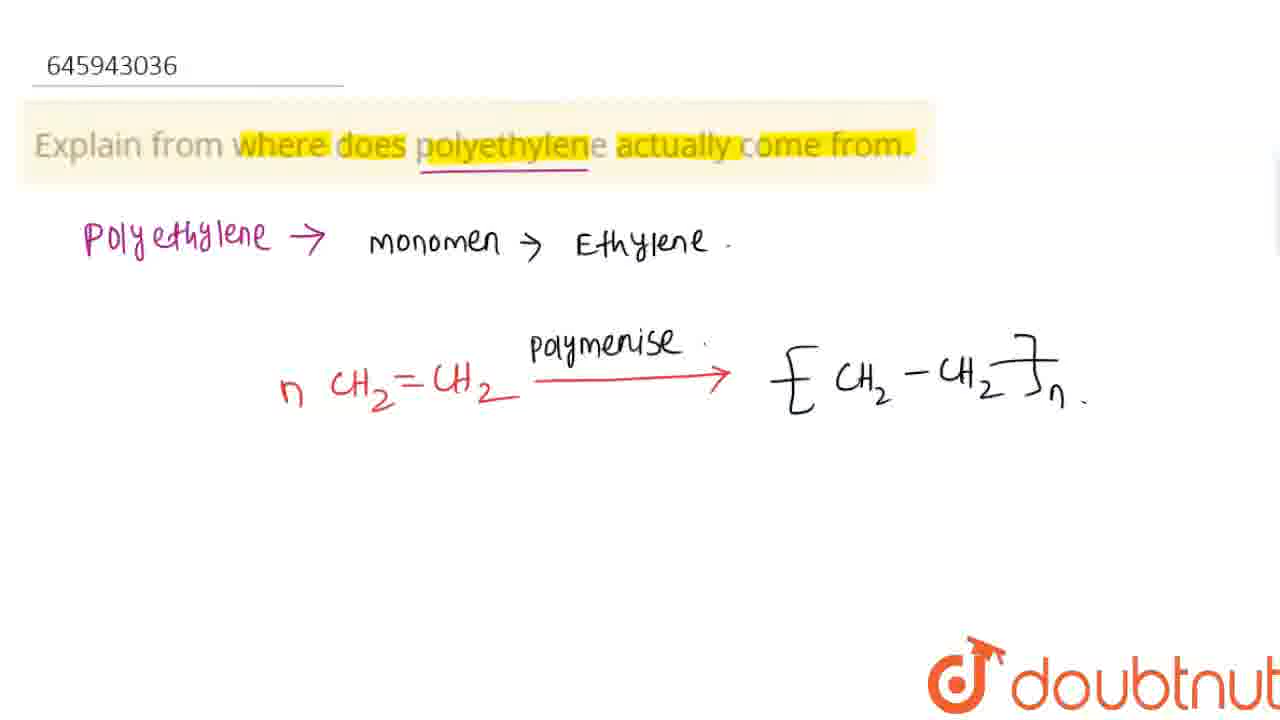 645943036
Explain from where does polyethylene actually come from.
Polyethylene → monomen → Ethylene.
polymenise.
n CH₂=CH₂ ⟶ [CH₂-CH₂]n.
doubtnut